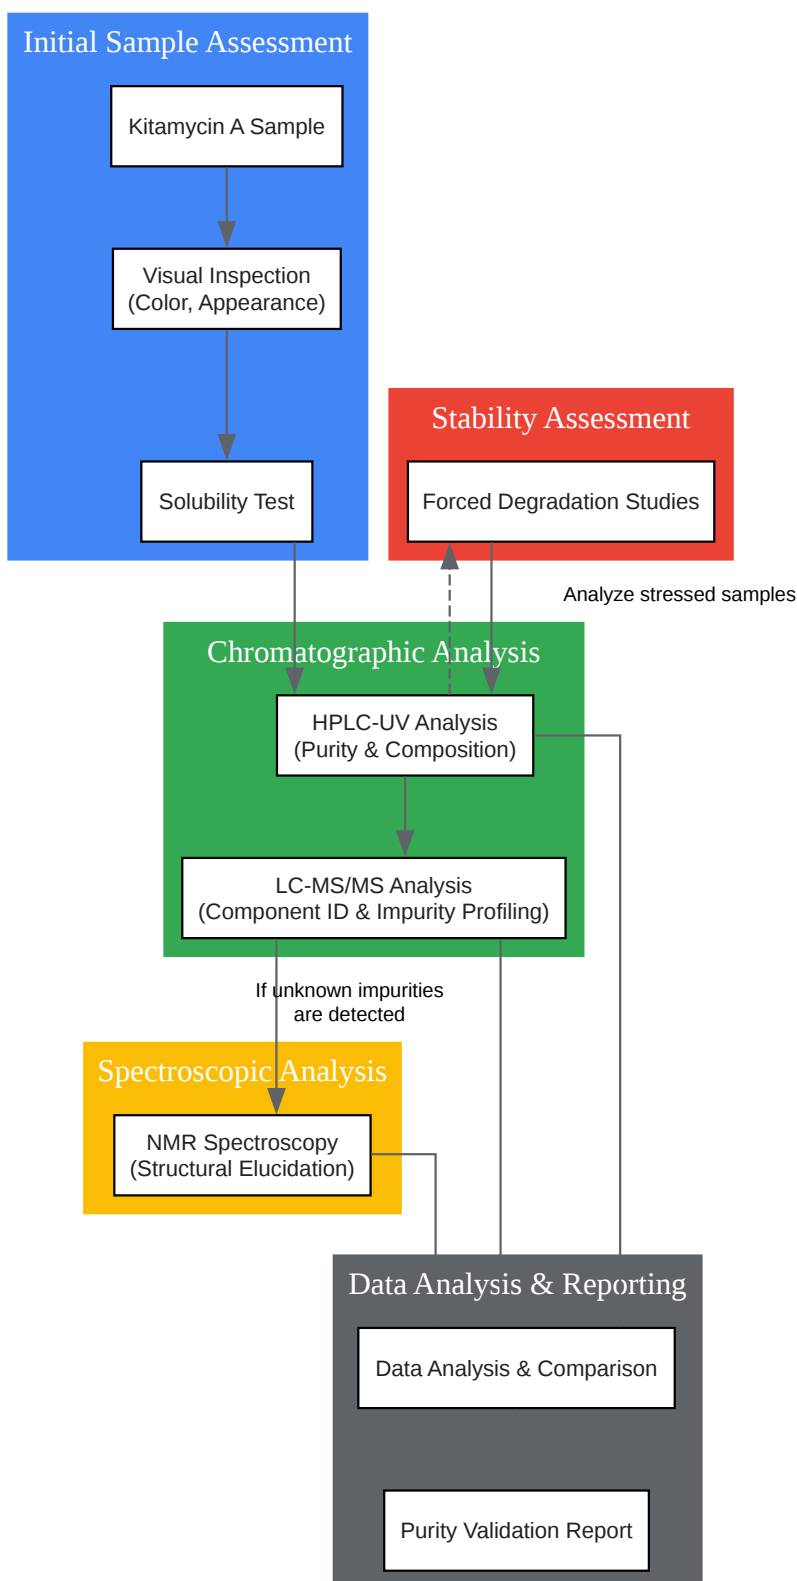 Initial Sample Assessment
Kitamycin A Sample
Visual Inspection
(Color, Appearance)
Solubility Test
Stability Assessment
Forced Degradation Studies
Analyze stressed samples
Chromatographic Analysis
HPLC-UV Analysis
(Purity & Composition)
LC-MS/MS Analysis
(Component ID & Impurity Profiling)
If unknown impurities
are detected
Spectroscopic Analysis
NMR Spectroscopy
(Structural Elucidation)
Data Analysis & Reporting
Data Analysis & Comparison
Purity Validation Report